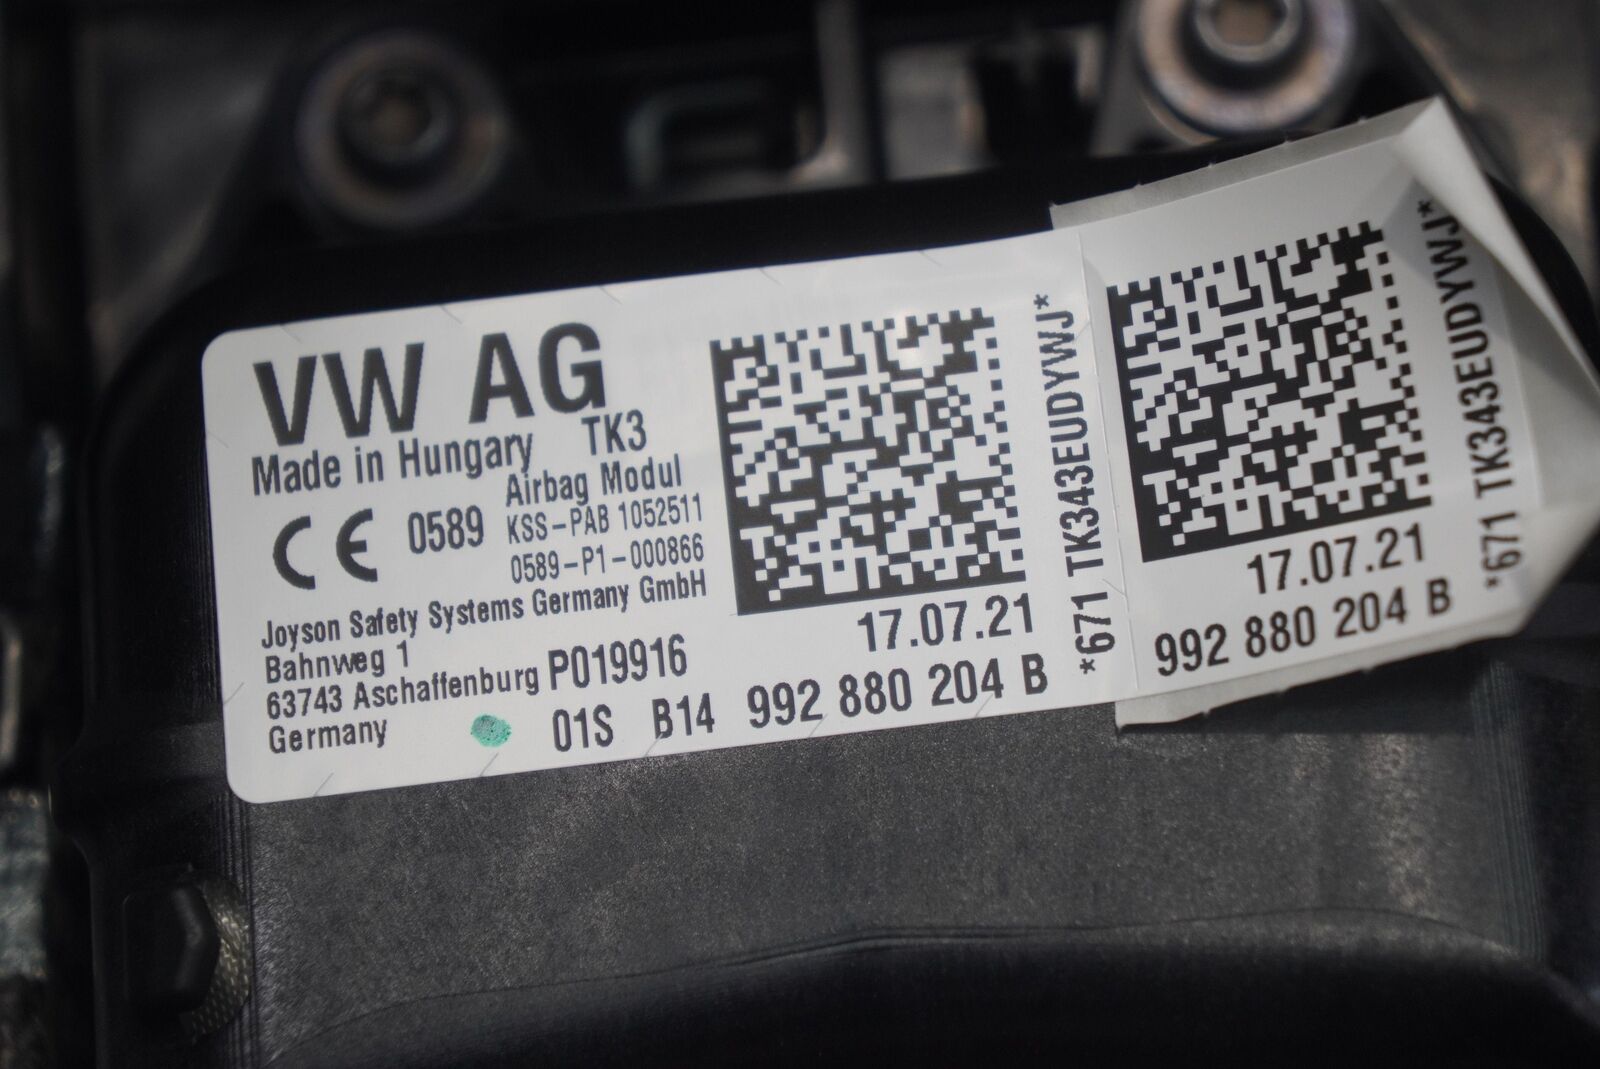 VW AG
Made in Hungary TK3
Airbag Modul
CE 0589 KSS-PAB 1052511
0589-P1-000866
Joyson Safety Systems Germany GmbH
Bahnweg 1
63743 Aschaffenburg P019916
Germany 01S B14 992 880 204 B
17.07.21
*671 TK343EUDYWJ*
17.07.21
992 880 204 B
*671 TK343EUDYWJ*